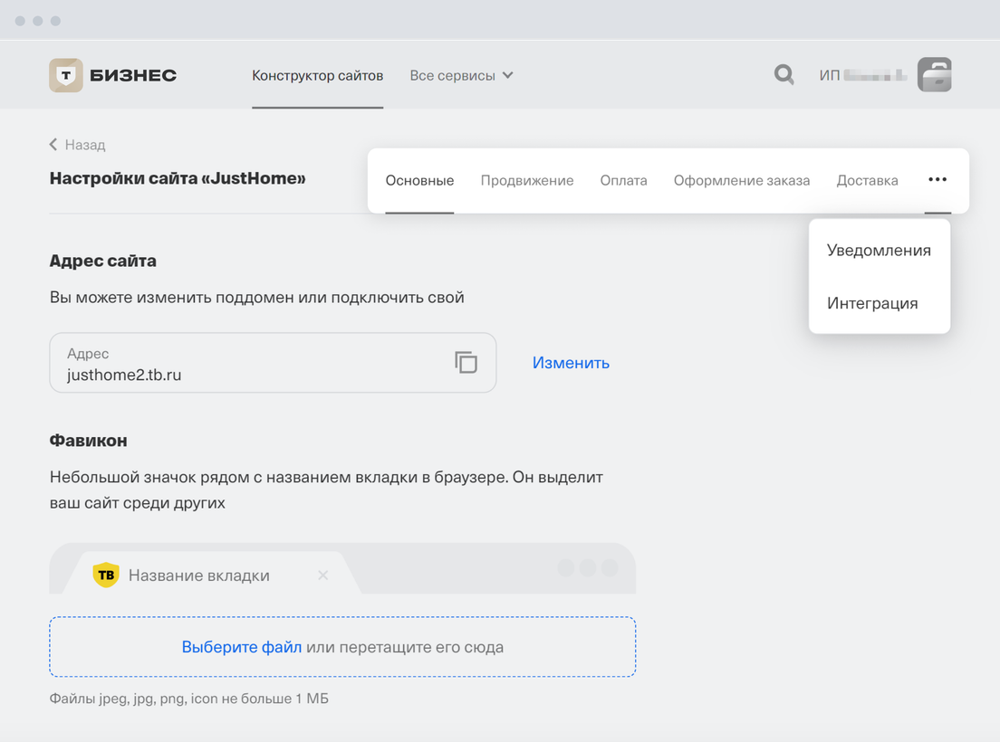 Т БИЗНЕС
Конструктор сайтов
Все сервисы
ИП
Назад
Настройки сайта «JustHome»
Основные
Продвижение
Оплата
Оформление заказа
Доставка
Уведомления
Интеграция
Адрес сайта
Вы можете изменить поддомен или подключить свой
Адрес
justhome2.tb.ru
Изменить
Фавикон
Небольшой значок рядом с названием вкладки в браузере. Он выделит
ваш сайт среди других
ТВ Название вкладки
Выберите файл или перетащите его сюда
Файлы jpeg, jpg, png, icon не больше 1 МБ